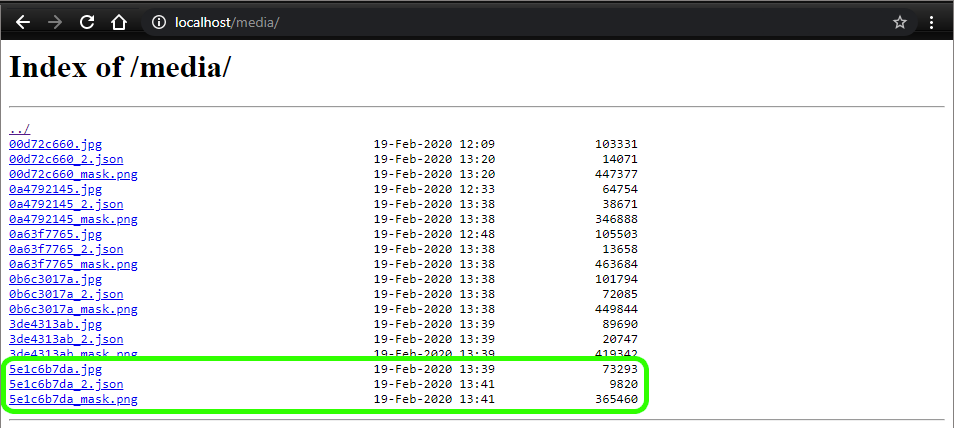 localhost/media/
Index of /media/
../
00d72c660.jpg 19-Feb-2020 12:09 103331
00d72c660_2.json 19-Feb-2020 13:20 14071
00d72c660_mask.png 19-Feb-2020 13:20 447377
0a4792145.jpg 19-Feb-2020 12:33 64754
0a4792145_2.json 19-Feb-2020 13:38 38671
0a4792145_mask.png 19-Feb-2020 13:38 346888
0a63f7765.jpg 19-Feb-2020 12:48 105503
0a63f7765_2.json 19-Feb-2020 13:38 13658
0a63f7765_mask.png 19-Feb-2020 13:38 463684
0b6c3017a.jpg 19-Feb-2020 13:38 101794
0b6c3017a_2.json 19-Feb-2020 13:38 72085
0b6c3017a_mask.png 19-Feb-2020 13:38 449844
3de4313ab.jpg 19-Feb-2020 13:39 89690
3de4313ab_2.json 19-Feb-2020 13:39 20747
3de4313ab_mask.png 19-Feb-2020 13:39 419342
5e1c6b7da.jpg 19-Feb-2020 13:39 73293
5e1c6b7da_2.json 19-Feb-2020 13:41 9820
5e1c6b7da_mask.png 19-Feb-2020 13:41 365460